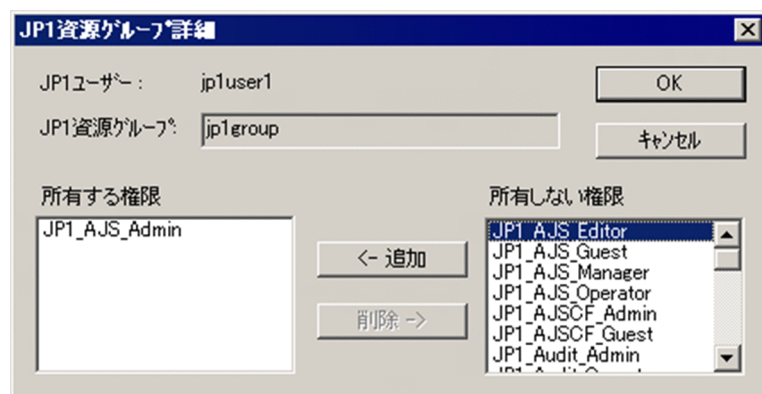 JP1資源ｸﾞﾙｰﾌﾟ詳細
JP1ﾕｰｻﾞｰ : jp1user1
OK
JP1資源ｸﾞﾙｰﾌﾟ: jp1group
ｷｬﾝｾﾙ
所有する権限
所有しない権限
JP1_AJS_Admin
<- 追加
削除 ->
JP1_AJS_Editor
JP1_AJS_Guest
JP1_AJS_Manager
JP1_AJS_Operator
JP1_AJSCF_Admin
JP1_AJSCF_Guest
JP1_Audit_Admin